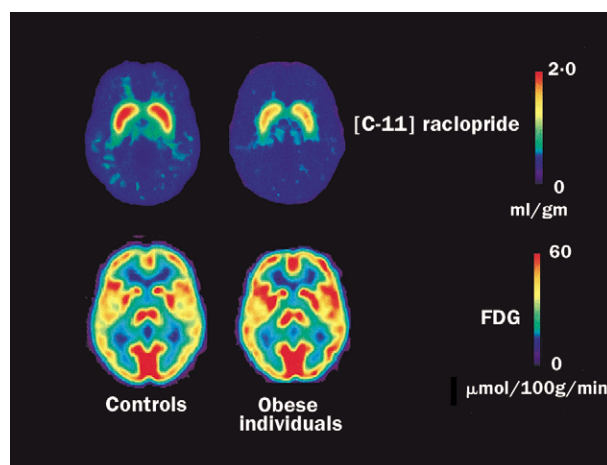 2·0
[C-11] raclopride
0
ml/gm
60
FDG
0
μmol/100g/min
Controls
Obese
individuals